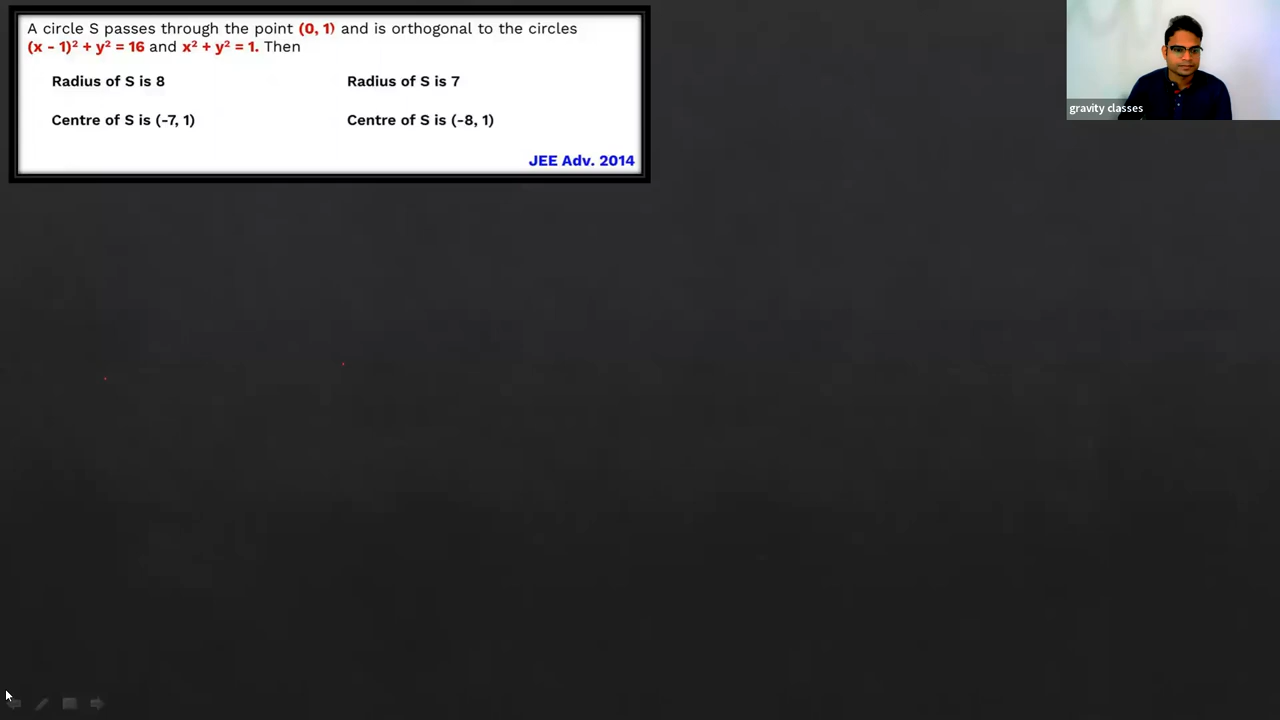 A circle S passes through the point (0, 1) and is orthogonal to the circles
(x - 1)² + y² = 16 and x² + y² = 1. Then
Radius of S is 8
Radius of S is 7
Centre of S is (-7, 1)
Centre of S is (-8, 1)
JEE Adv. 2014
gravity classes